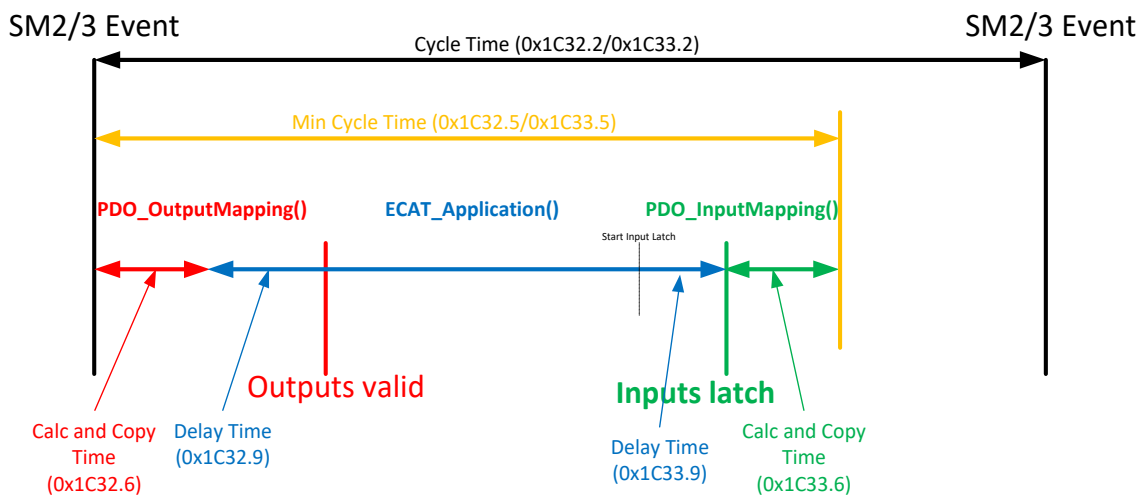 SM2/3 Event
SM2/3 Event
Cycle Time (0x1C32.2/0x1C33.2)
Min Cycle Time (0x1C32.5/0x1C33.5)
PDO_OutputMapping()
ECAT_Application()
PDO_InputMapping()
Start Input Latch
Outputs valid
Inputs latch
Calc and Copy
Time
(0x1C32.6)
Delay Time
(0x1C32.9)
Delay Time
(0x1C33.9)
Calc and Copy
Time
(0x1C33.6)